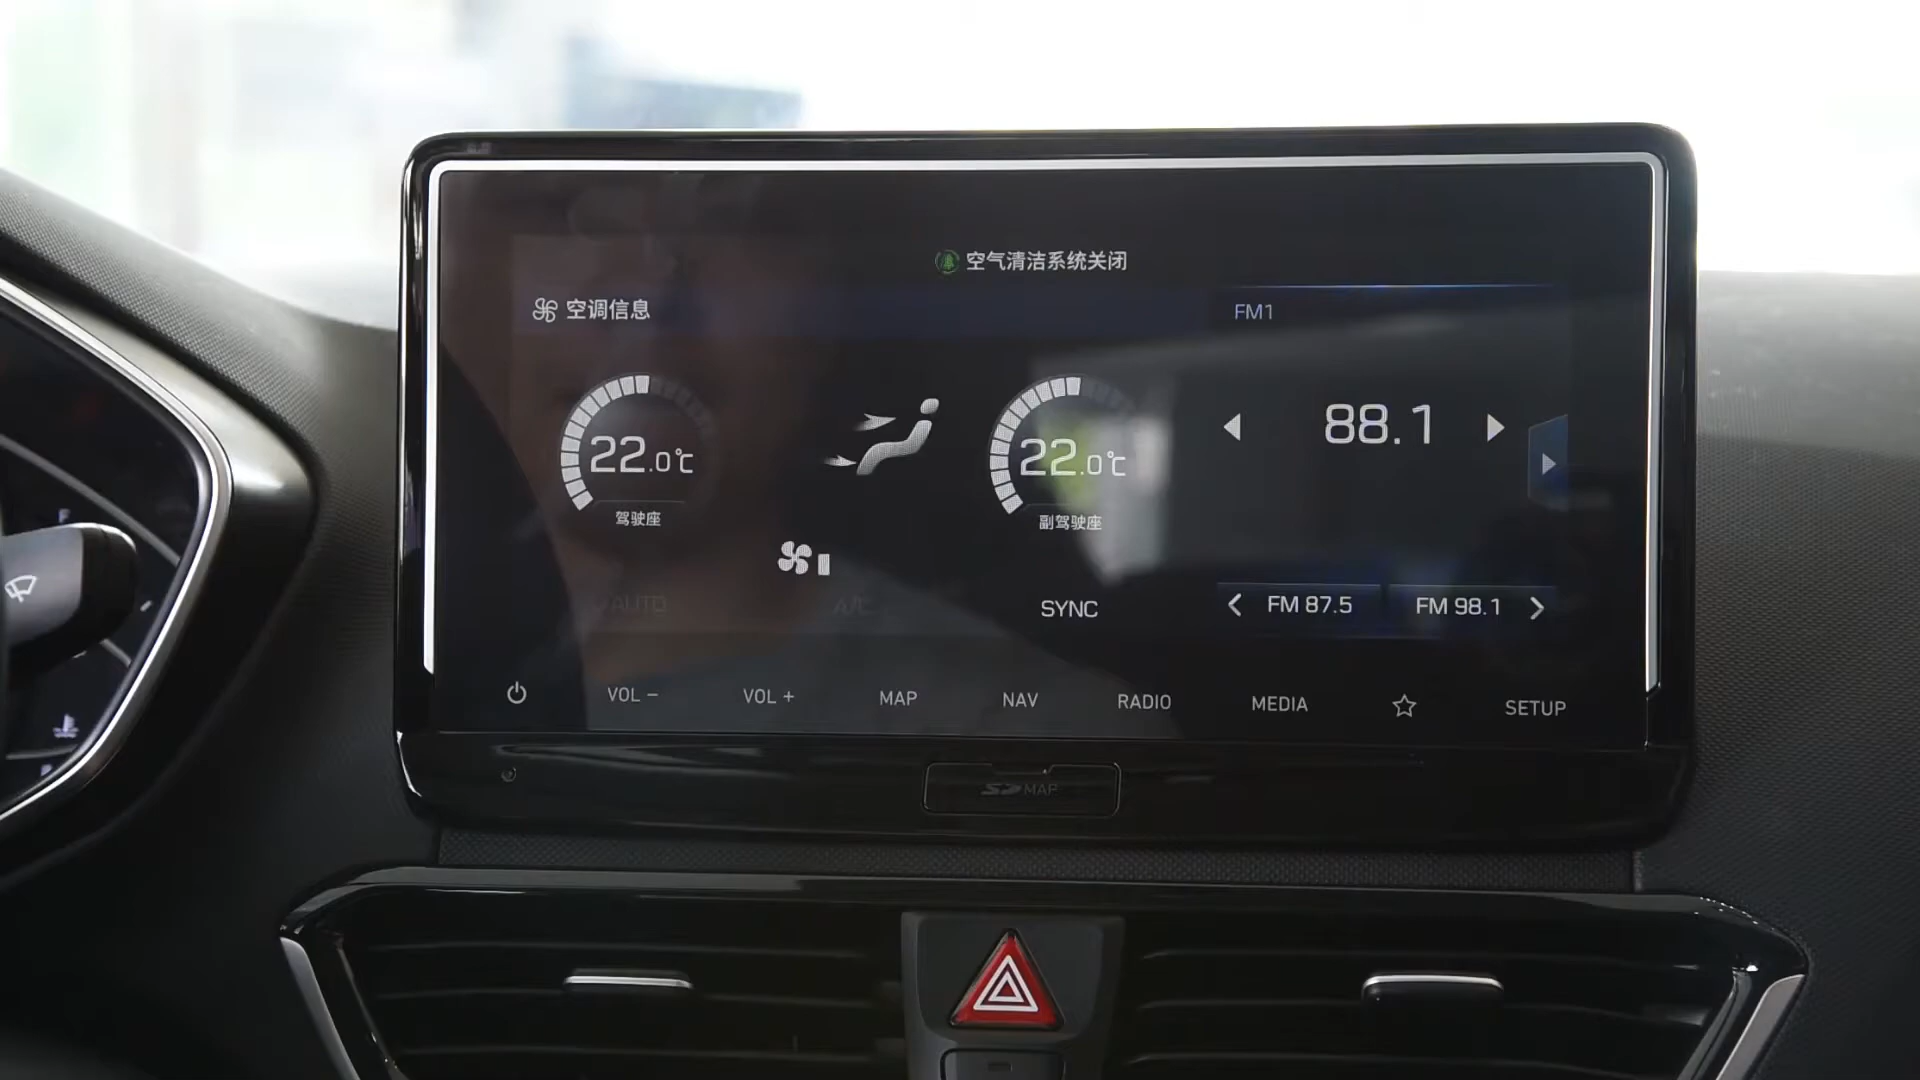 空气清洁系统关闭
空调信息
FM1
22.0℃
22.0℃
88.1
驾驶座
副驾驶座
AUTO
A/C
SYNC
FM 87.5
FM 98.1
VOL −
VOL +
MAP
NAV
RADIO
MEDIA
SETUP
SD MAP
F